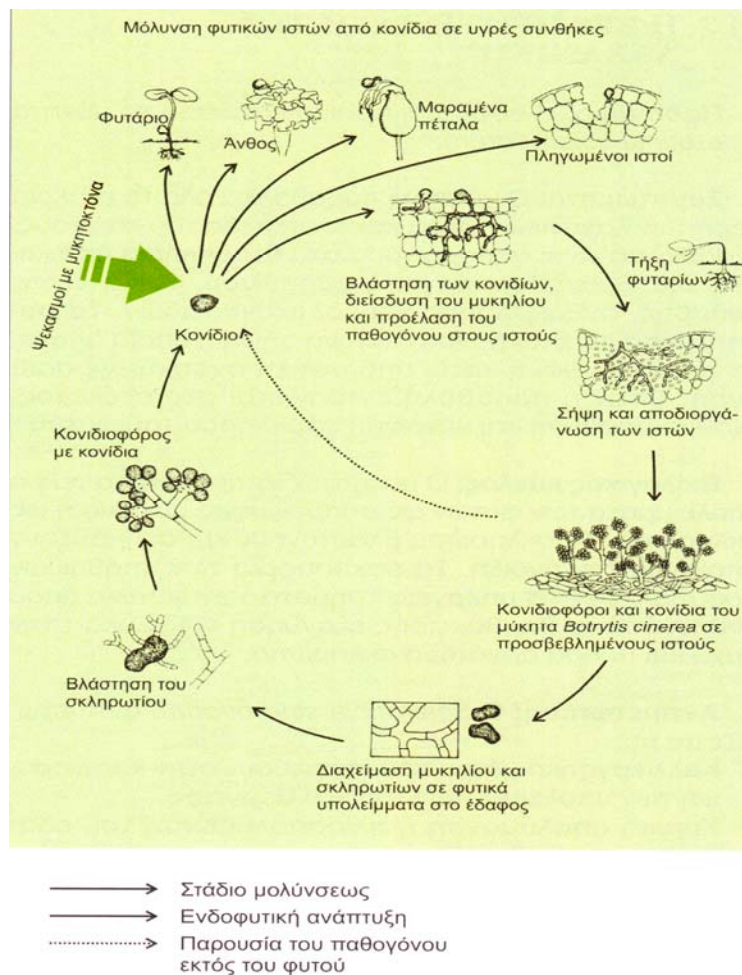 Μόλυνση φυτικών ιστών από κονίδια σε υγρές συνθήκες
Φυτάριο
Άνθος
Μαραμένα
πέταλα
Πληγωμένοι ιστοί
Ψεκασμοί με μυκητοκτόνα
Κονίδιο
Βλάστηση των κονιδίων,
διείσδυση του μυκηλίου
και προέλαση του
παθογόνου στους ιστούς
Τήξη
φυταρίων
Σήψη και αποδιοργά-
νωση των ιστών
Κονιδιοφόρος
με κονίδια
Κονιδιοφόροι και κονίδια του
μύκητα Botrytis cinerea σε
προσβεβλημένους ιστούς
Βλάστηση του
σκληρωτίου
Διαχείμαση μυκηλίου και
σκληρωτίων σε φυτικά
υπολείμματα στο έδαφος
Στάδιο μολύνσεως
Ενδοφυτική ανάπτυξη
Παρουσία του παθογόνου
εκτός του φυτού